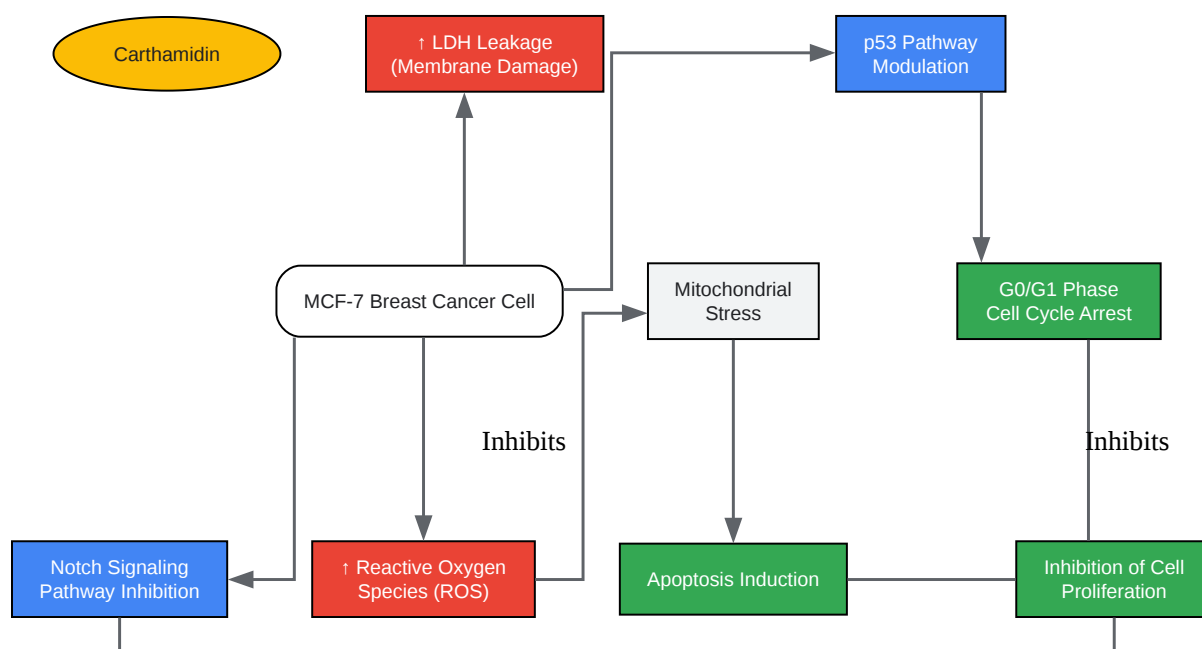 Carthamidin
↑ LDH Leakage
(Membrane Damage)
p53 Pathway
Modulation
MCF-7 Breast Cancer Cell
Mitochondrial
Stress
G0/G1 Phase
Cell Cycle Arrest
Inhibits
Inhibits
Notch Signaling
Pathway Inhibition
↑ Reactive Oxygen
Species (ROS)
Apoptosis Induction
Inhibition of Cell
Proliferation